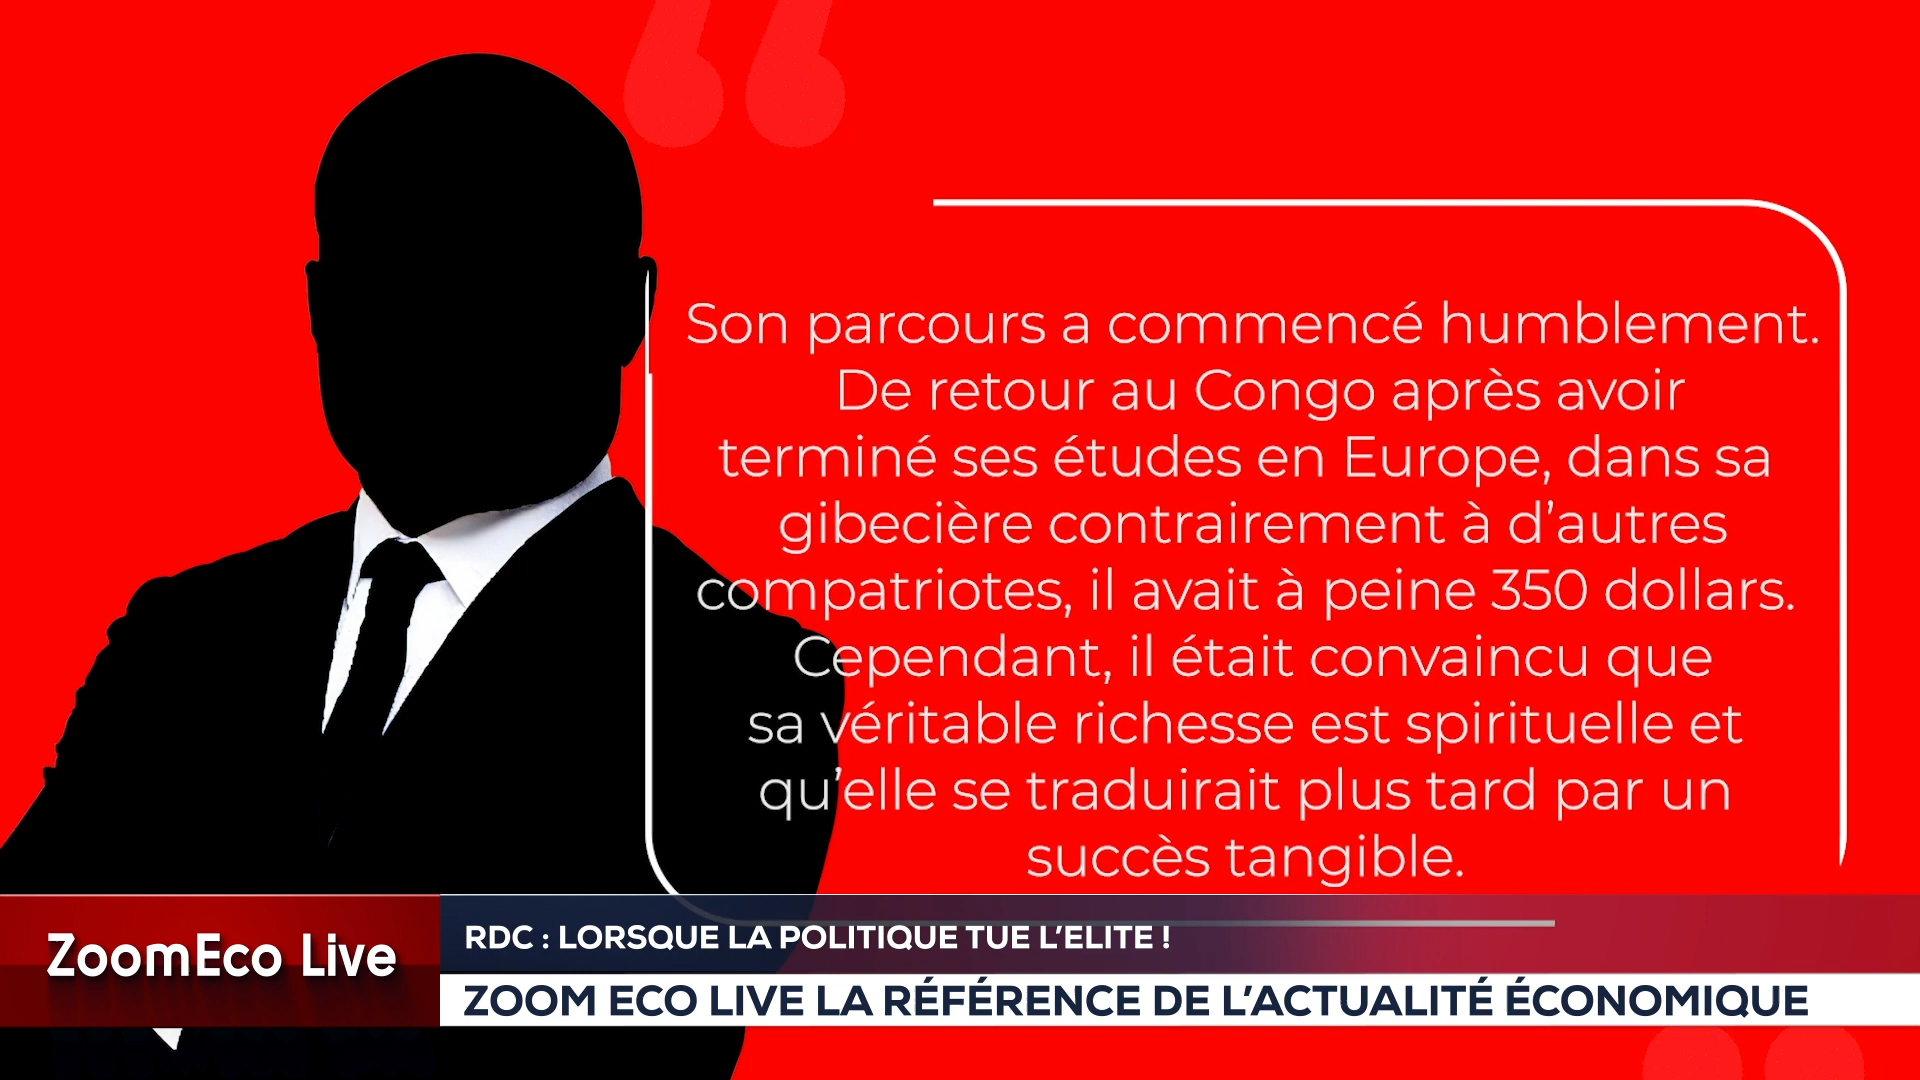 Son parcours a commencé humblement.
De retour au Congo après avoir
terminé ses études en Europe, dans sa
gibecière contrairement à d’autres
compatriotes, il avait à peine 350 dollars.
Cependant, il était convaincu que
sa véritable richesse est spirituelle et
qu’elle se traduirait plus tard par un
succès tangible.
ZoomEco Live
RDC : LORSQUE LA POLITIQUE TUE L’ELITE !
ZOOM ECO LIVE LA RÉFÉRENCE DE L’ACTUALITÉ ÉCONOMIQUE